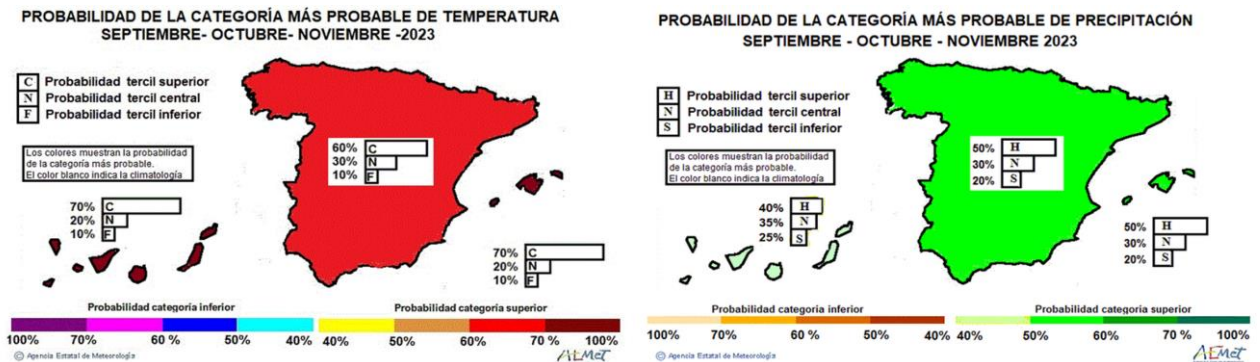 PROBABILIDAD DE LA CATEGORÍA MÁS PROBABLE DE TEMPERATURA
SEPTIEMBRE- OCTUBRE- NOVIEMBRE -2023
C Probabilidad tercil superior
N Probabilidad tercil central
F Probabilidad tercil inferior
Los colores muestran la probabilidad
de la categoría más probable.
El color blanco indica la climatología
60% C
30% N
10% F
70% C
20% N
10% F
70% C
20% N
10% F
Probabilidad categoría inferior
Probabilidad categoría superior
100% 70% 60% 50% 40% 50% 60% 70 % 100%
© Agencia Estatal de Meteorología
AEMet
PROBABILIDAD DE LA CATEGORÍA MÁS PROBABLE DE PRECIPITACIÓN
SEPTIEMBRE - OCTUBRE - NOVIEMBRE 2023
H Probabilidad tercil superior
N Probabilidad tercil central
S Probabilidad tercil inferior
Los colores muestran la probabilidad
de la categoría más probable.
El color blanco indica la climatología
50% H
30% N
20% S
40% H
35% N
25% S
50% H
30% N
20% S
Probabilidad categoría inferior
Probabilidad categoría superior
100% 70% 60% 50% 40% 50% 60% 70 % 100%
© Agencia Estatal de Meteorología
AEMet